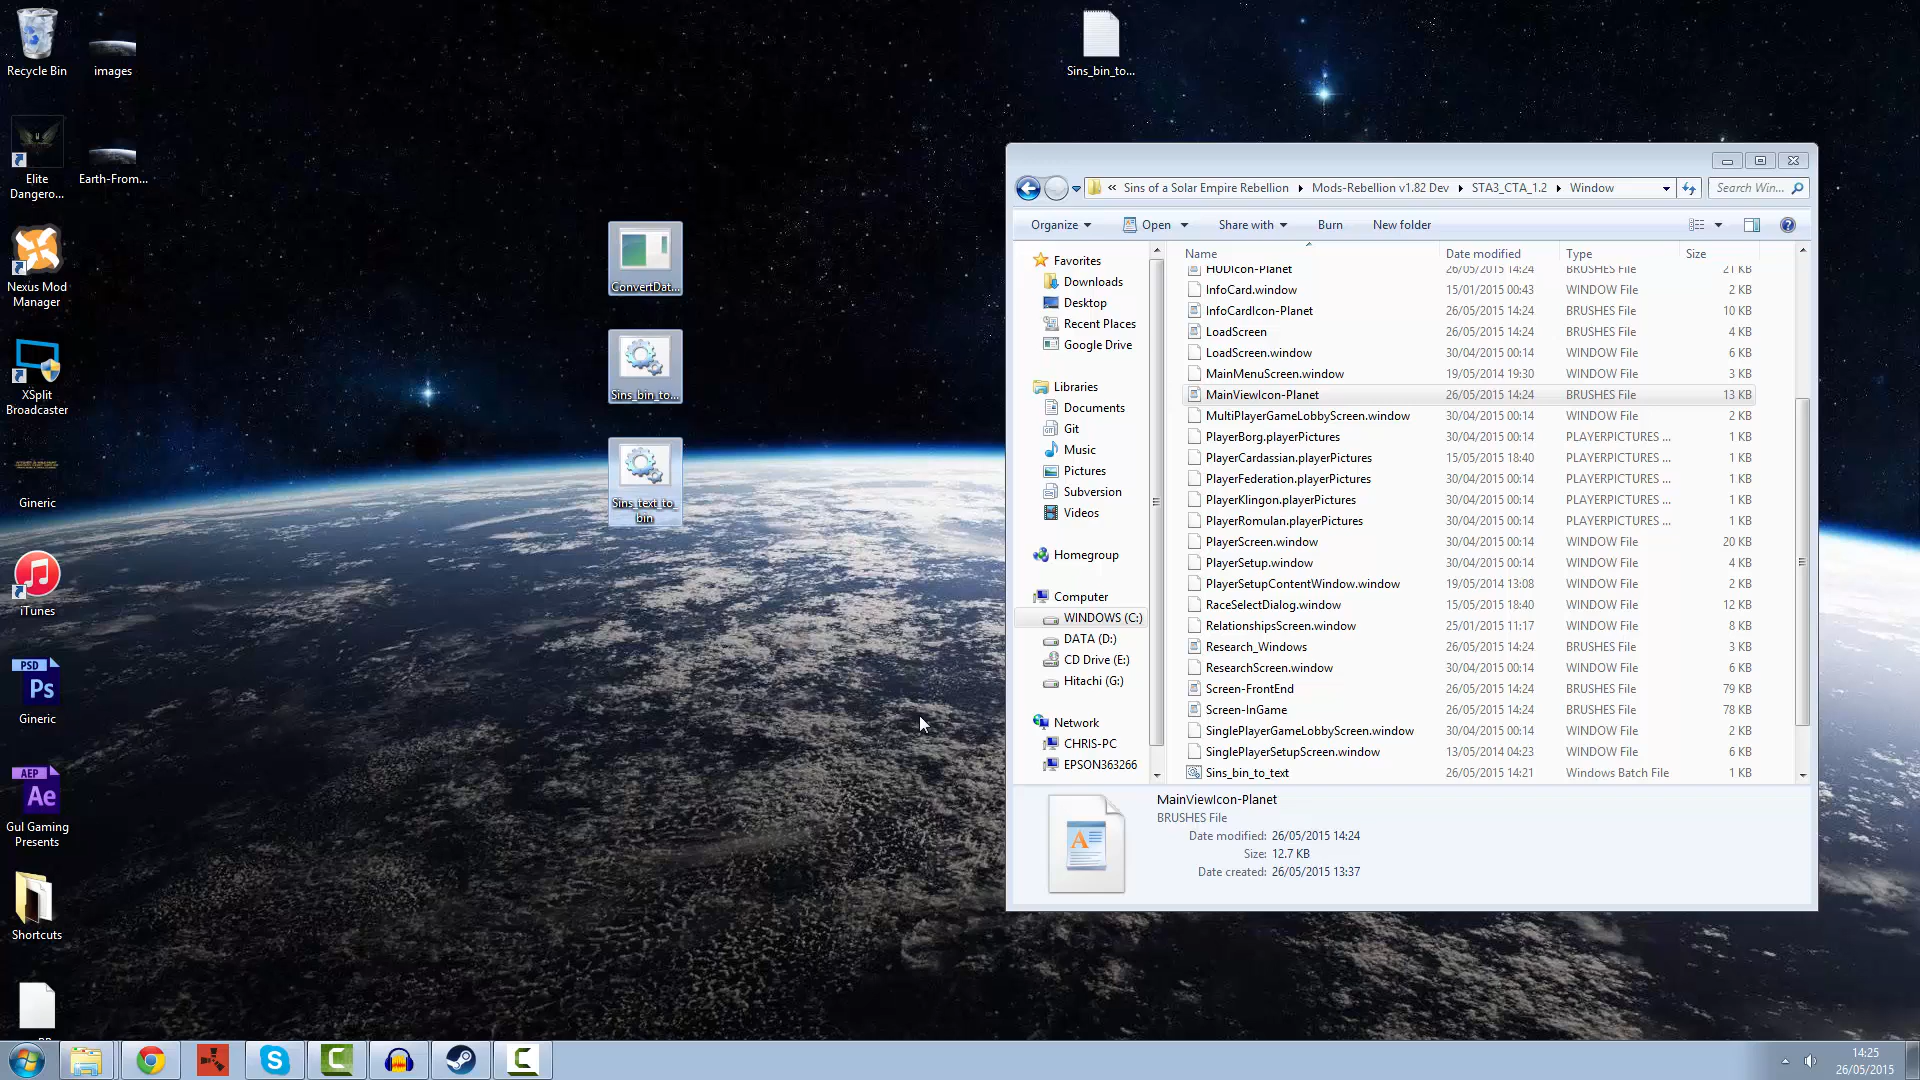 Recycle Bin
images
Elite
Dangero...
Earth-From...
Nexus Mod
Manager
XSplit
Broadcaster
Gineric
iTunes
PSD
Ps
Gineric
AEP
Ae
Gul Gaming
Presents
Shortcuts
ConvertDat...
Sins_bin_to...
Sins_text_to_
bin
Sins_bin_to...
« Sins of a Solar Empire Rebellion Mods-Rebellion v1.82 Dev STA3_CTA_1.2 Window
Search Win...
Organize Open Share with Burn New folder
Favorites
Downloads
Desktop
Recent Places
Google Drive
Libraries
Documents
Git
Music
Pictures
Subversion
Videos
Homegroup
Computer
WINDOWS (C:)
DATA (D:)
CD Drive (E:)
Hitachi (G:)
Network
CHRIS-PC
EPSON363266
Name Date modified Type Size
HUDIcon-Planet 26/05/2015 14:24 BRUSHES File 21 KB
InfoCard.window 15/01/2015 00:43 WINDOW File 2 KB
InfoCardIcon-Planet 26/05/2015 14:24 BRUSHES File 10 KB
LoadScreen 26/05/2015 14:24 BRUSHES File 4 KB
LoadScreen.window 30/04/2015 00:14 WINDOW File 6 KB
MainMenuScreen.window 19/05/2014 19:30 WINDOW File 3 KB
MainViewIcon-Planet 26/05/2015 14:24 BRUSHES File 13 KB
MultiPlayerGameLobbyScreen.window 30/04/2015 00:14 WINDOW File 2 KB
PlayerBorg.playerPictures 30/04/2015 00:14 PLAYERPICTURES ... 1 KB
PlayerCardassian.playerPictures 15/05/2015 18:40 PLAYERPICTURES ... 1 KB
PlayerFederation.playerPictures 30/04/2015 00:14 PLAYERPICTURES ... 1 KB
PlayerKlingon.playerPictures 30/04/2015 00:14 PLAYERPICTURES ... 1 KB
PlayerRomulan.playerPictures 30/04/2015 00:14 PLAYERPICTURES ... 1 KB
PlayerScreen.window 30/04/2015 00:14 WINDOW File 20 KB
PlayerSetup.window 30/04/2015 00:14 WINDOW File 4 KB
PlayerSetupContentWindow.window 19/05/2014 13:08 WINDOW File 2 KB
RaceSelectDialog.window 15/05/2015 18:40 WINDOW File 12 KB
RelationshipsScreen.window 25/01/2015 11:17 WINDOW File 8 KB
Research_Windows 26/05/2015 14:24 BRUSHES File 3 KB
ResearchScreen.window 30/04/2015 00:14 WINDOW File 6 KB
Screen-FrontEnd 26/05/2015 14:24 BRUSHES File 79 KB
Screen-InGame 26/05/2015 14:24 BRUSHES File 78 KB
SinglePlayerGameLobbyScreen.window 30/04/2015 00:14 WINDOW File 2 KB
SinglePlayerSetupScreen.window 13/05/2014 04:23 WINDOW File 6 KB
Sins_bin_to_text 26/05/2015 14:21 Windows Batch File 1 KB
MainViewIcon-Planet
BRUSHES File
Date modified: 26/05/2015 14:24
Size: 12.7 KB
Date created: 26/05/2015 13:37
14:25
26/05/2015